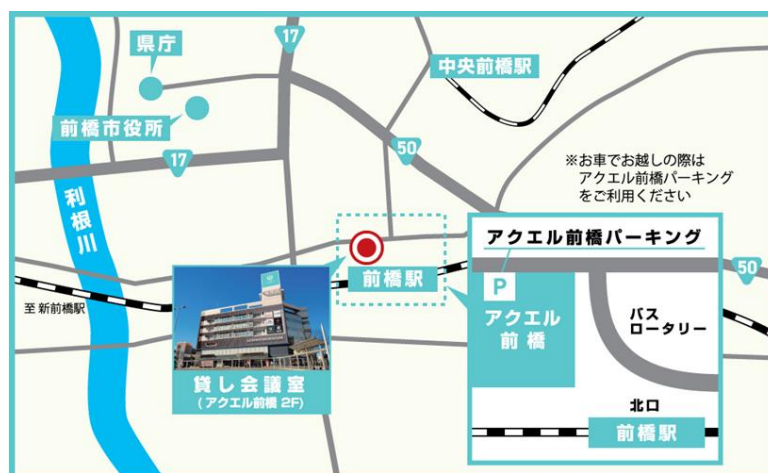 17
県庁
中央前橋駅
前橋市役所
50
17
※お車でお越しの際は
アクエル前橋パーキング
をご利用ください
利根川
アクエル前橋パーキング
前橋駅
50
P
至 新前橋駅
アクエル
前橋
バス
ロータリー
貸し会議室
(アクエル前橋 2F)
北口
前橋駅